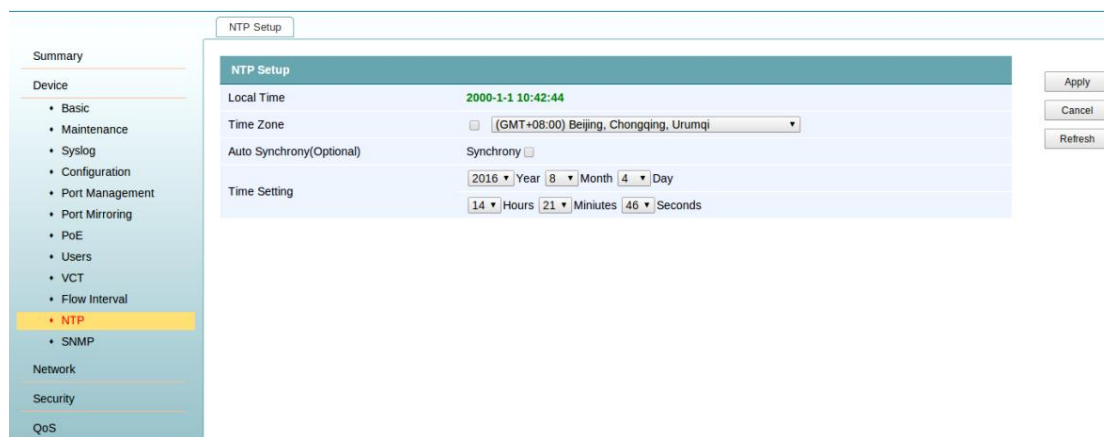 NTP Setup
Summary
Device
Basic
Maintenance
Syslog
Configuration
Port Management
Port Mirroring
PoE
Users
VCT
Flow Interval
NTP
SNMP
Network
Security
QoS
NTP Setup
Local Time 2000-1-1 10:42:44
Time Zone (GMT+08:00) Beijing, Chongqing, Urumqi
Auto Synchrony(Optional) Synchrony
Time Setting
2016 Year 8 Month 4 Day
14 Hours 21 Miniutes 46 Seconds
Apply
Cancel
Refresh